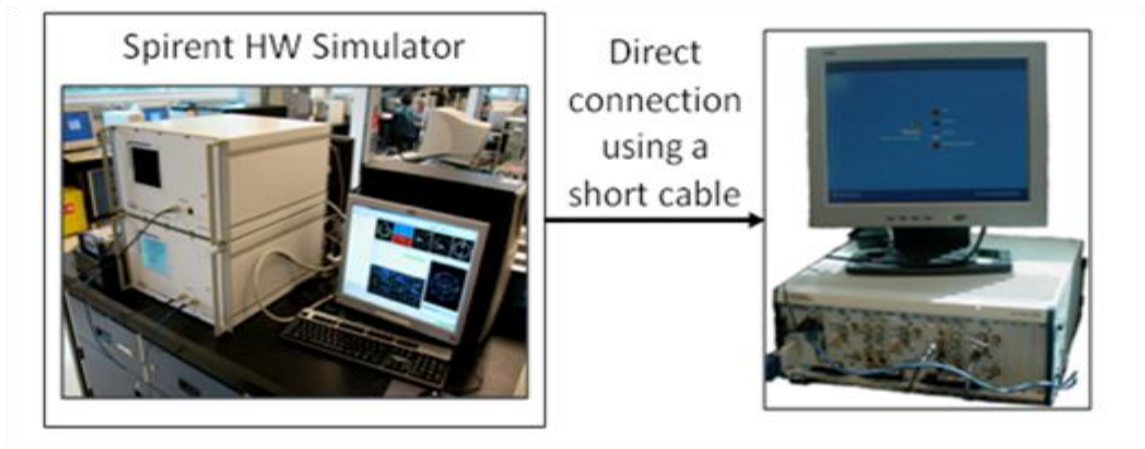 Spirent HW Simulator
Direct
connection
using a
short cable